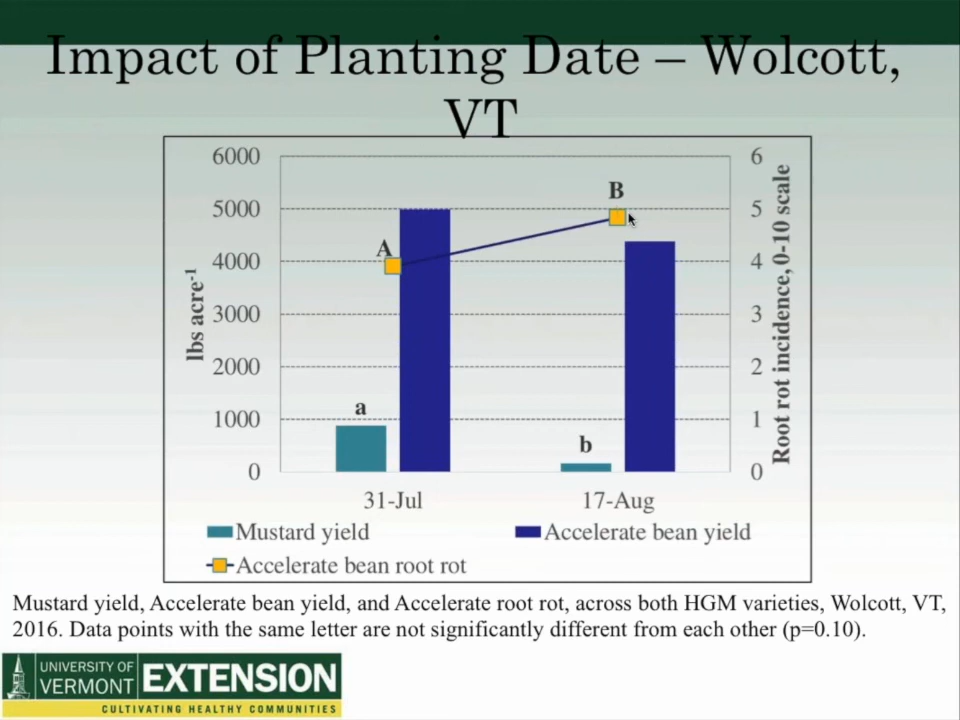 Impact of Planting Date – Wolcott,
VT
6000
5000
4000
3000
2000
1000
0
lbs acre-1
6
5
4
3
2
1
0
Root rot incidence, 0-10 scale
A
B
a
b
31-Jul
17-Aug
Mustard yield
Accelerate bean yield
Accelerate bean root rot
Mustard yield, Accelerate bean yield, and Accelerate root rot, across both HGM varieties, Wolcott, VT,
2016. Data points with the same letter are not significantly different from each other (p=0.10).
UNIVERSITY OF
VERMONT
EXTENSION
CULTIVATING HEALTHY COMMUNITIES